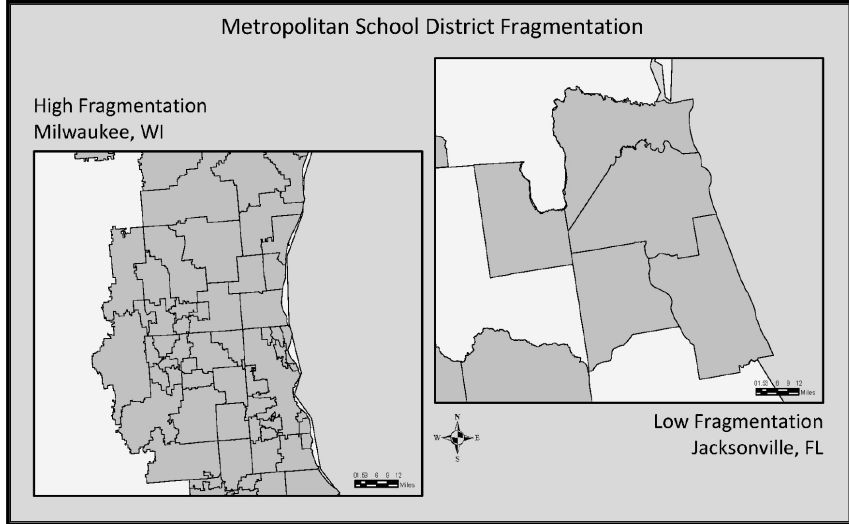 Metropolitan School District Fragmentation
High Fragmentation
Milwaukee, WI
Miles
Miles
N
W E
S
Low Fragmentation
Jacksonville, FL